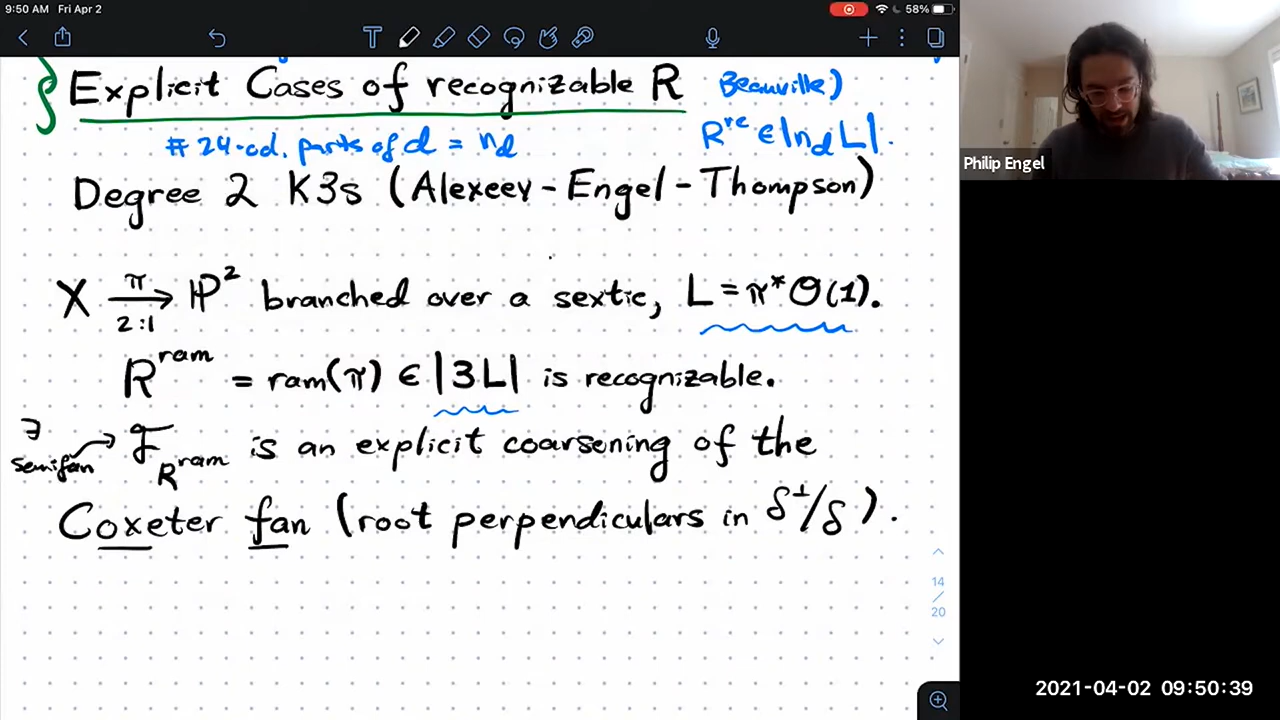 9:50 AM Fri Apr 2
58%
Explicit Cases of recognizable R
Beauville)
# 24-cd. parts of d = n_d
R^rc ∈ |n_d L|.
Degree 2 K3s (Alexeev - Engel - Thompson)
X π→ 2:1 ℙ² branched over a sextic, L = π* O(1).
R^ram = ram(π) ∈ |3L| is recognizable.
∃ semifan → F_{R^ram} is an explicit coarsening of the
Coxeter fan (root perpendiculars in δ^⊥/δ).
14
/
20
Philip Engel
2021-04-02 09:50:39